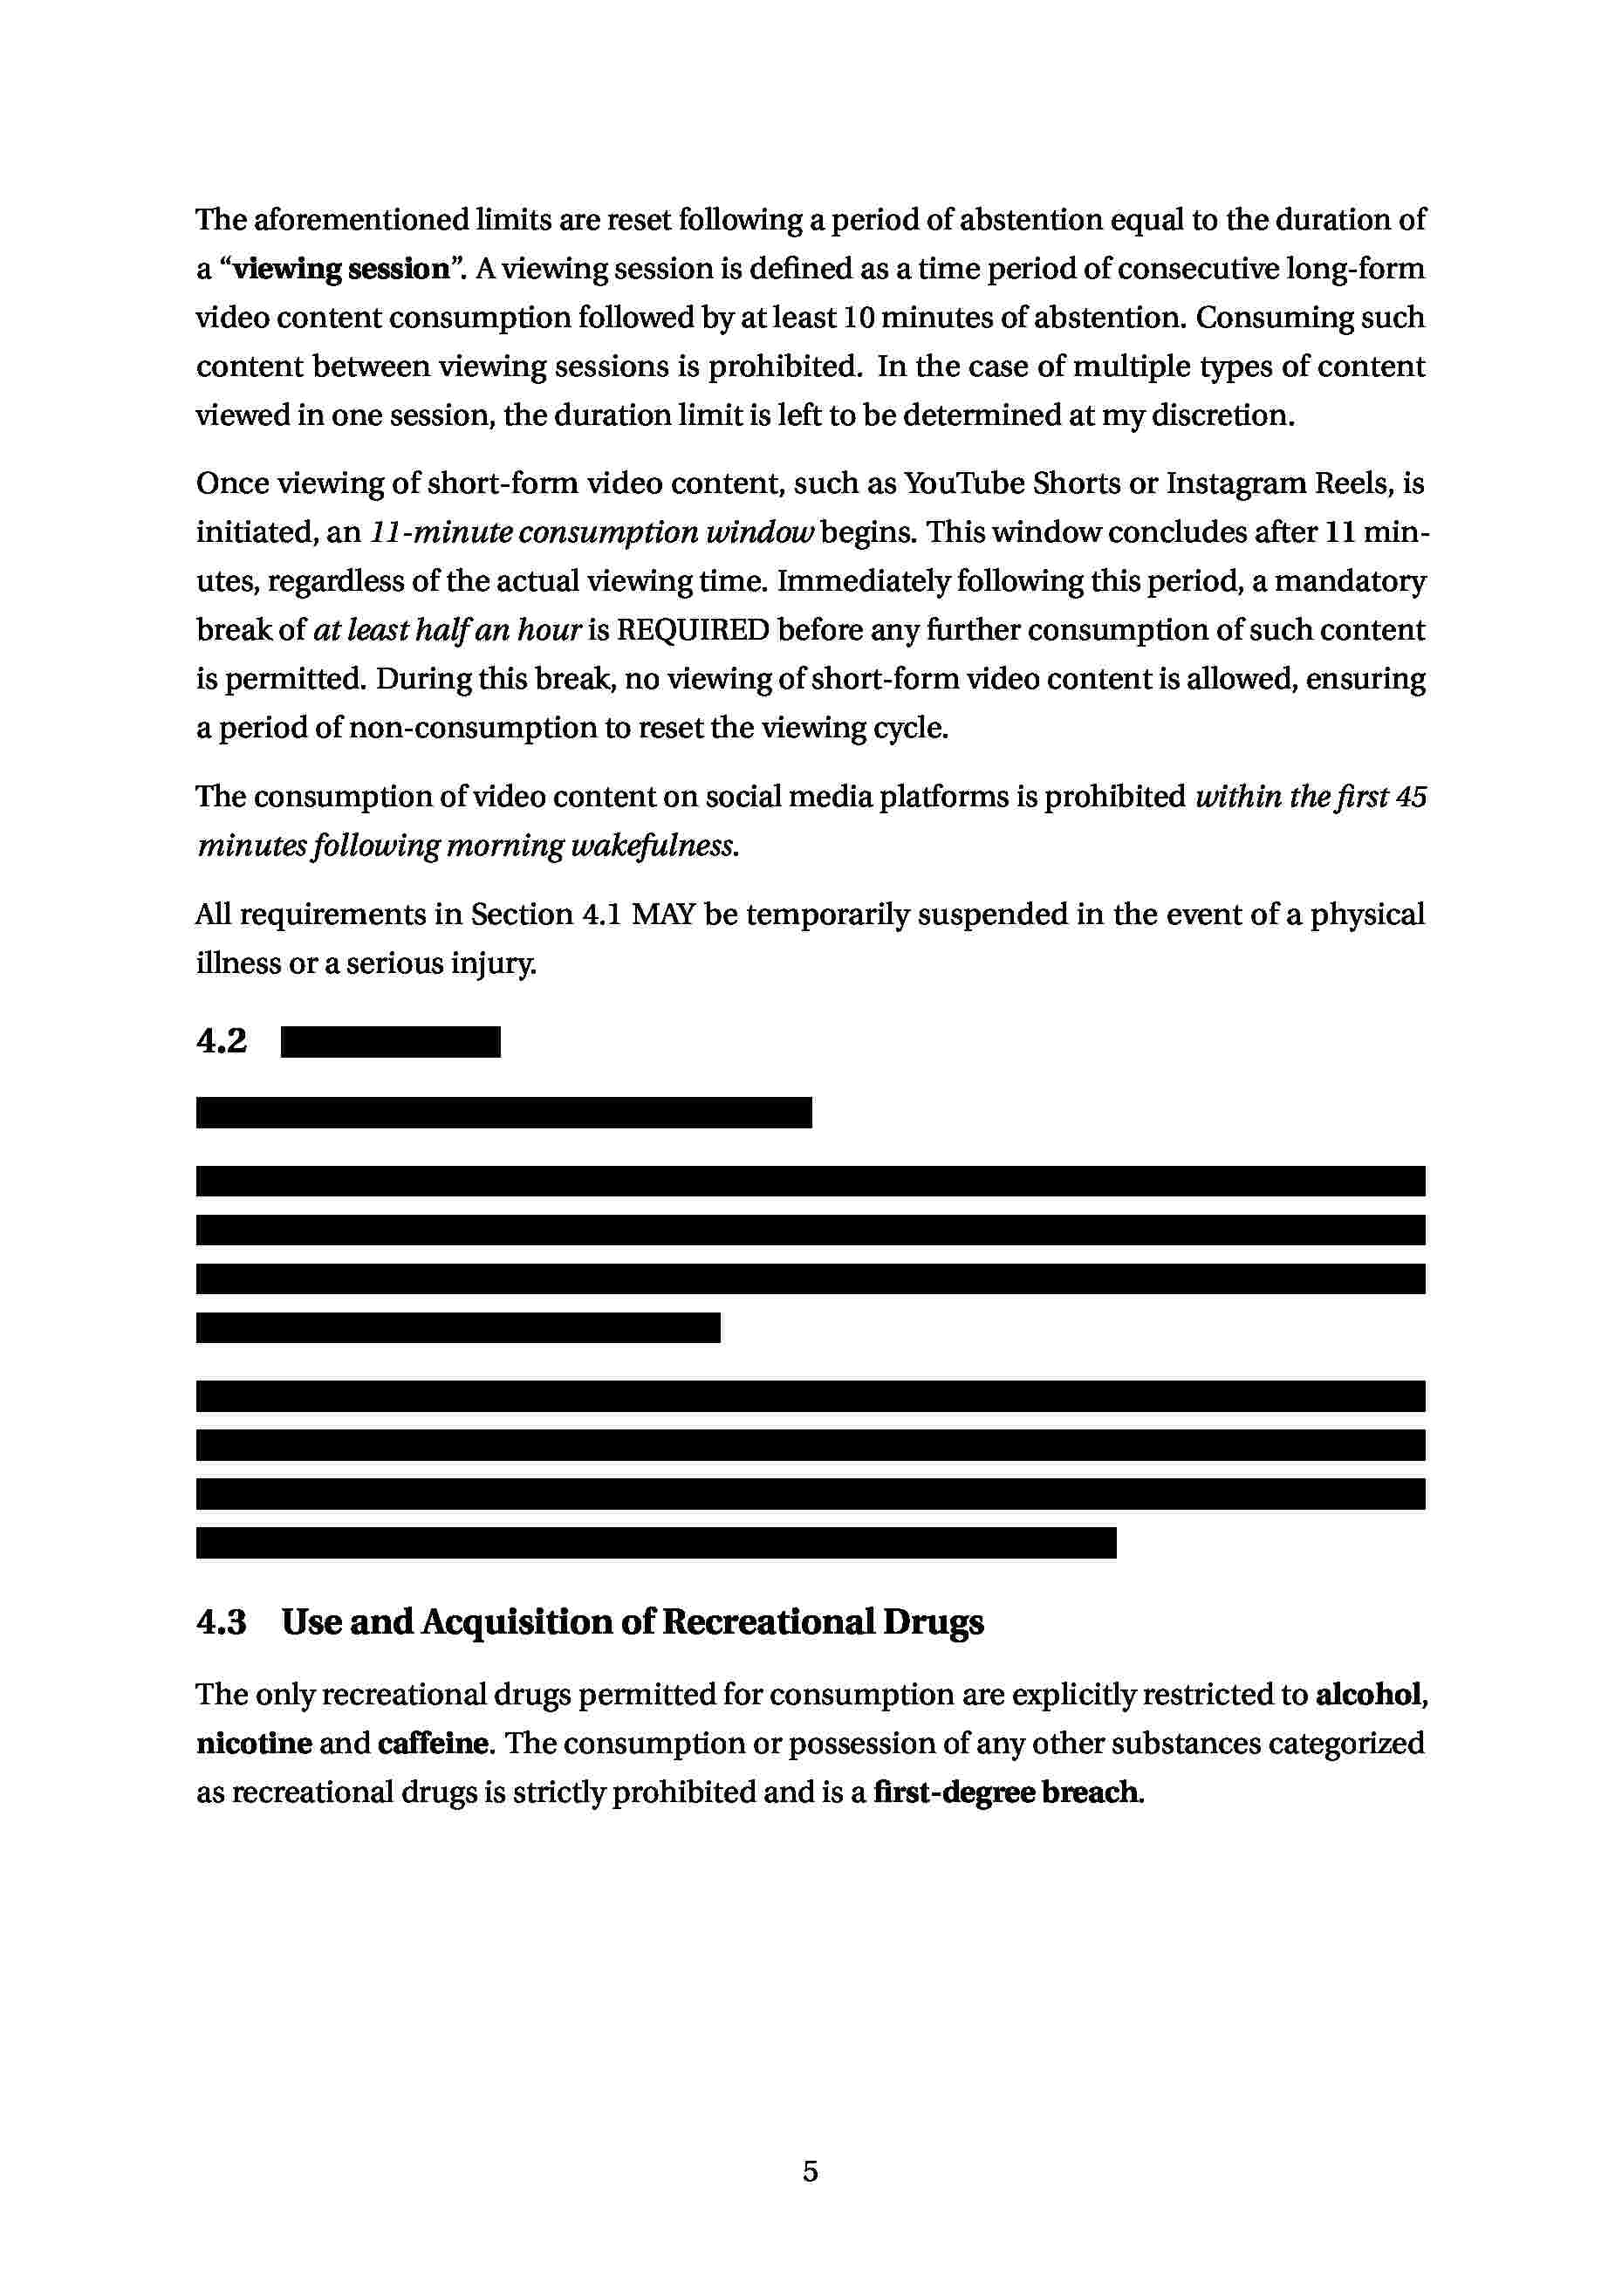 The aforementioned limits are reset following a period of abstention equal to the duration of
a “viewing session”. A viewing session is defined as a time period of consecutive long-form
video content consumption followed by at least 10 minutes of abstention. Consuming such
content between viewing sessions is prohibited. In the case of multiple types of content
viewed in one session, the duration limit is left to be determined at my discretion.
Once viewing of short-form video content, such as YouTube Shorts or Instagram Reels, is
initiated, an 11-minute consumption window begins. This window concludes after 11 min-
utes, regardless of the actual viewing time. Immediately following this period, a mandatory
break of at least half an hour is REQUIRED before any further consumption of such content
is permitted. During this break, no viewing of short-form video content is allowed, ensuring
a period of non-consumption to reset the viewing cycle.
The consumption of video content on social media platforms is prohibited within the first 45
minutes following morning wakefulness.
All requirements in Section 4.1 MAY be temporarily suspended in the event of a physical
illness or a serious injury.
4.2
4.3 Use and Acquisition of Recreational Drugs
The only recreational drugs permitted for consumption are explicitly restricted to alcohol,
nicotine and caffeine. The consumption or possession of any other substances categorized
as recreational drugs is strictly prohibited and is a first-degree breach.
5